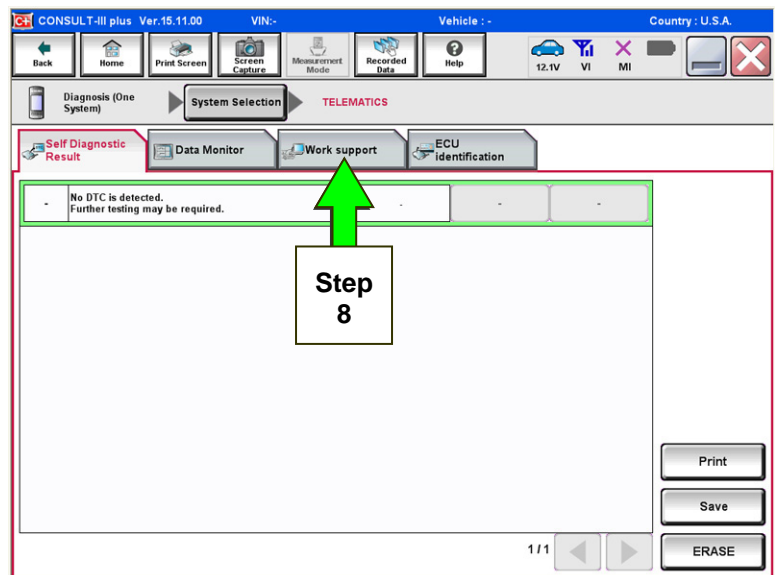 C+ CONSULT-III plus Ver.15.11.00 VIN:- Vehicle : - Country : U.S.A.
Back
Home
Print Screen
Screen
Capture
Measurement
Mode
Recorded
Data
Help
12.1V
VI
MI
Diagnosis (One
System)
System Selection
TELEMATICS
Self Diagnostic
Result
Data Monitor
Work support
ECU
identification
- No DTC is detected.
Further testing may be required.
- - -
Step
8
Print
Save
1/1
ERASE